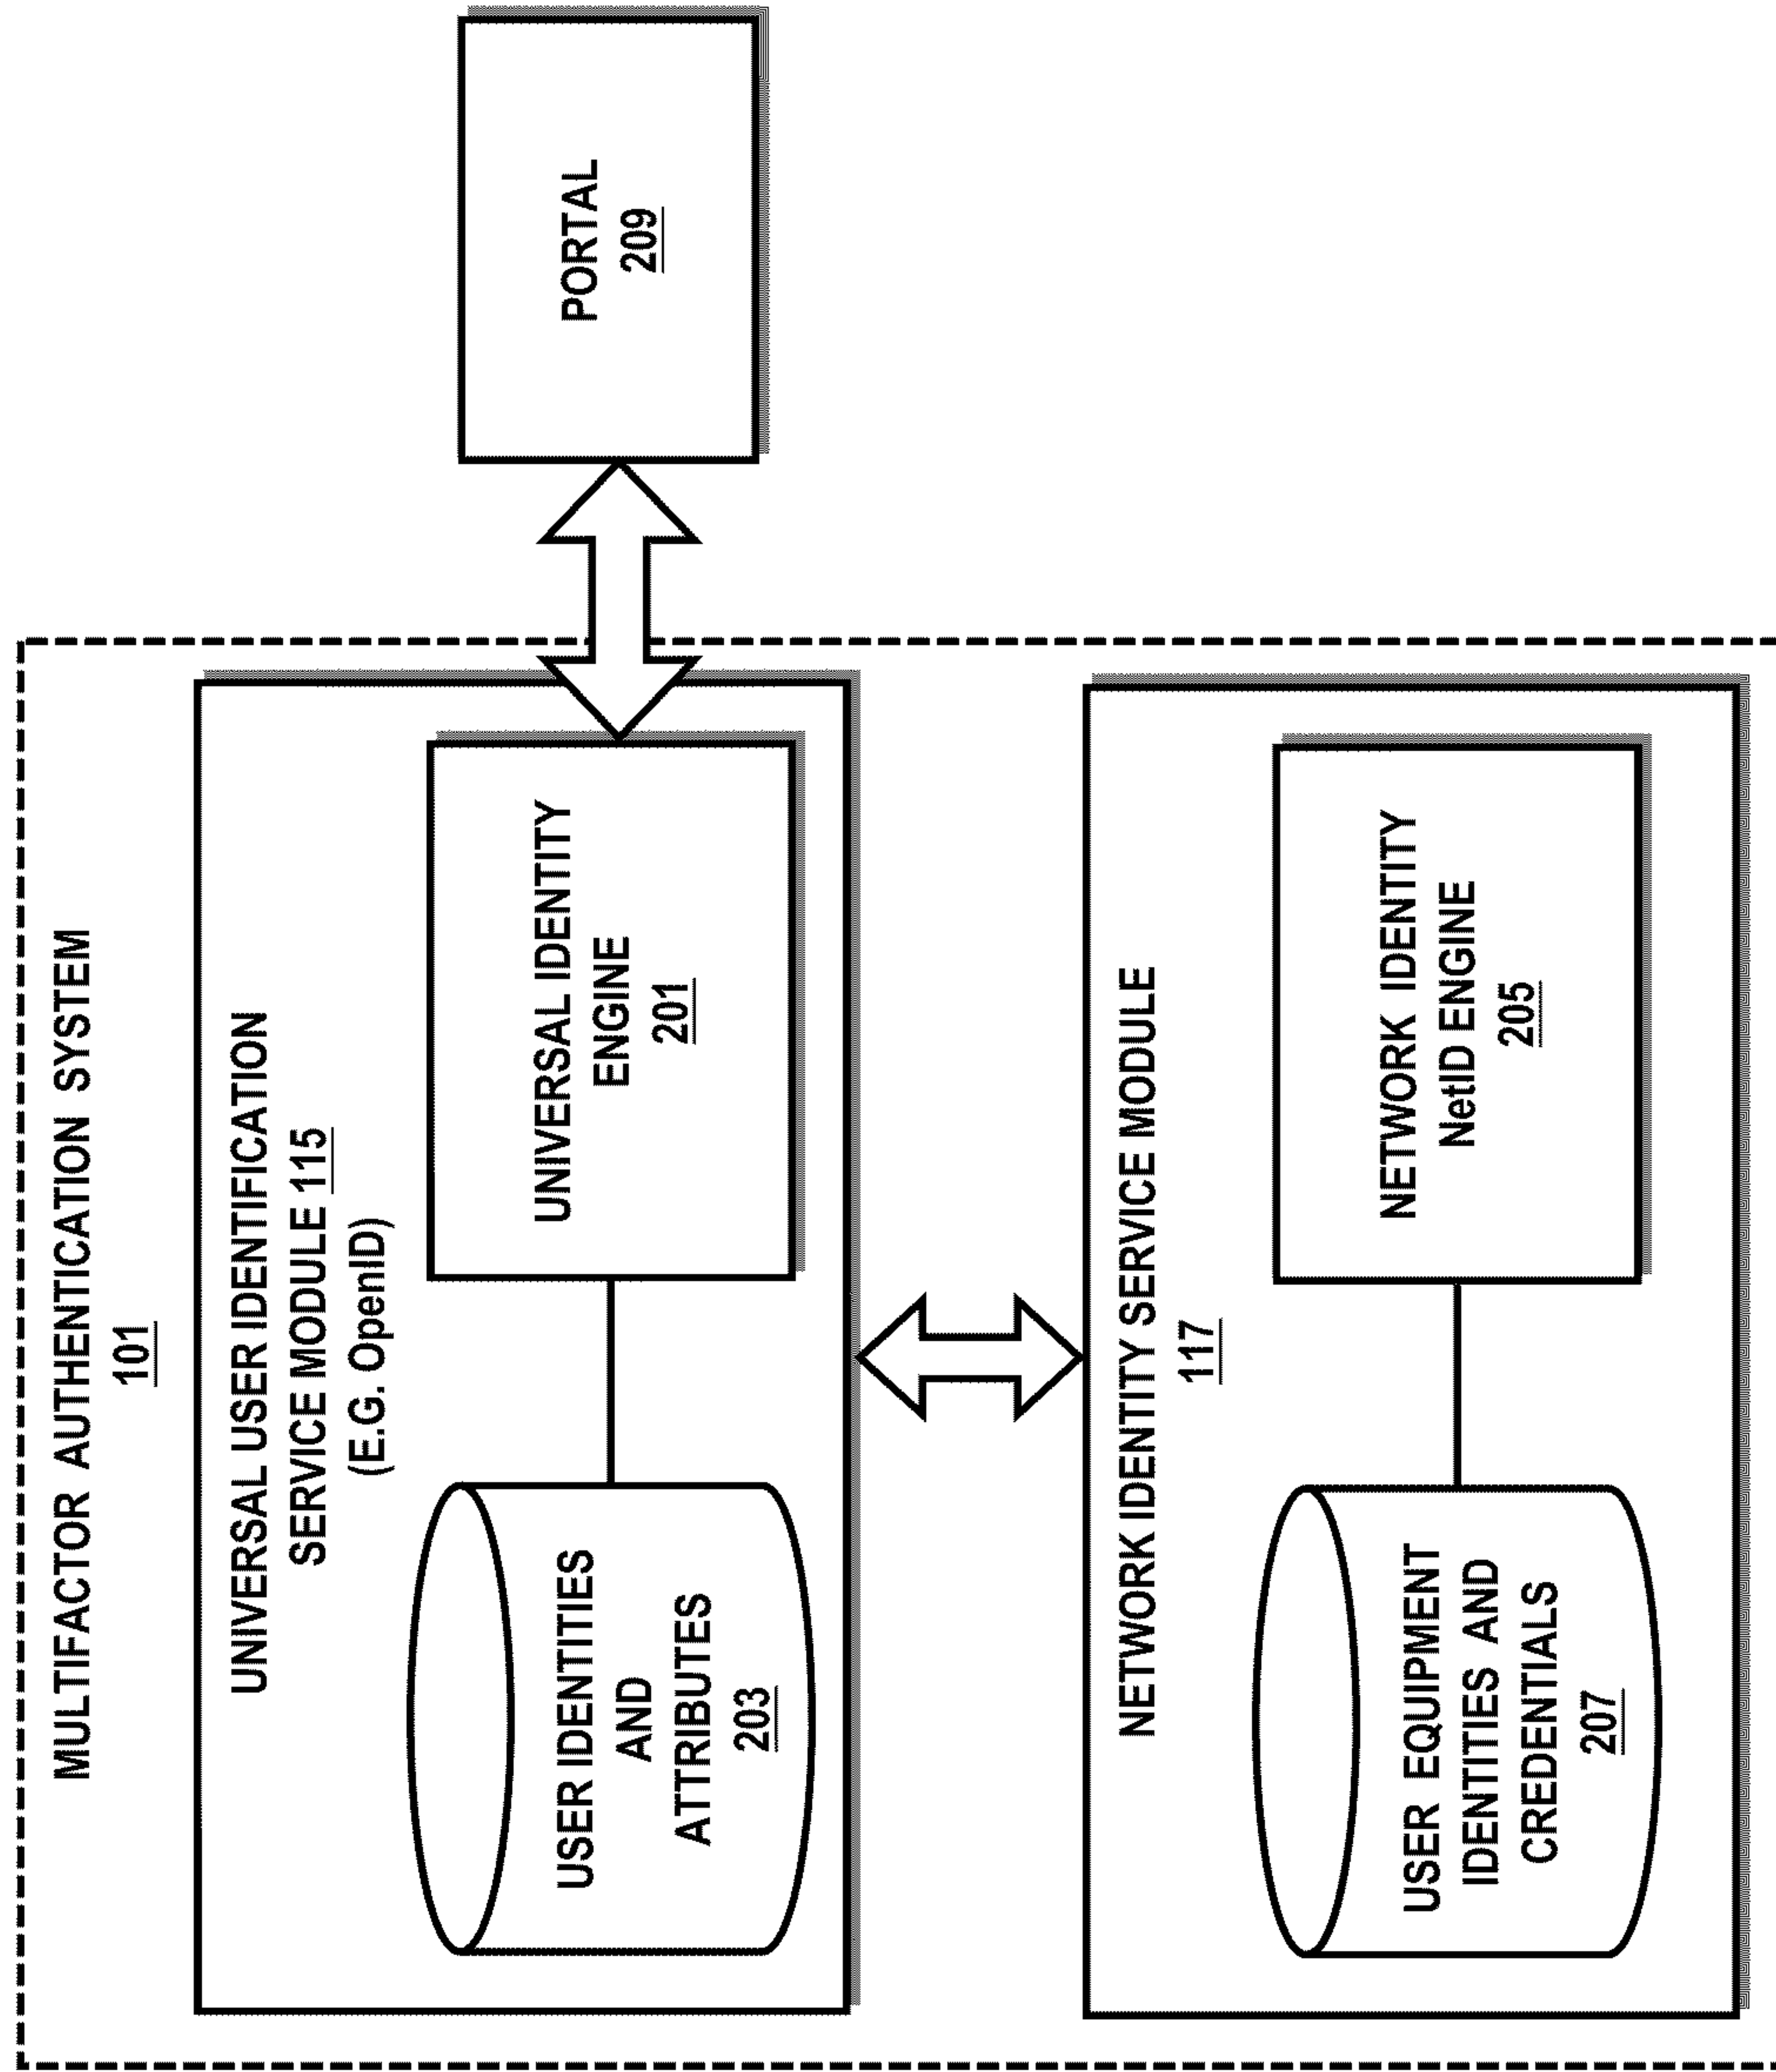 MULTIFACTOR AUTHENTICATION SYSTEM
101
UNIVERSAL USER IDENTIFICATION
SERVICE MODULE 115
(E.G. OpenID)
USER IDENTITIES
AND
ATTRIBUTES
203
UNIVERSAL IDENTITY
ENGINE
201
PORTAL
209
NETWORK IDENTITY SERVICE MODULE
117
USER EQUIPMENT
IDENTITIES AND
CREDENTIALS
207
NETWORK IDENTITY
NetID ENGINE
205